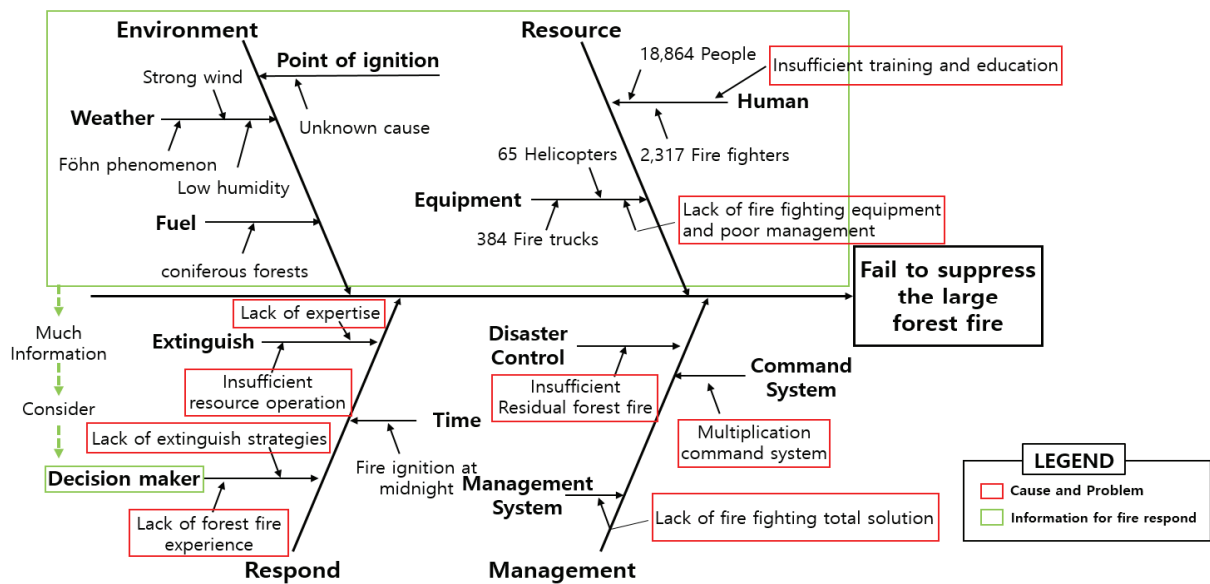 Environment
Point of ignition
Strong wind
Weather
Unknown cause
Föhn phenomenon
Low humidity
Fuel
coniferous forests
Resource
18,864 People
Insufficient training and education
Human
65 Helicopters
2,317 Fire fighters
Equipment
Lack of fire fighting equipment
and poor management
384 Fire trucks
Fail to suppress
the large
forest fire
Much
Information
Consider
Decision maker
Lack of expertise
Extinguish
Insufficient
resource operation
Time
Lack of extinguish strategies
Fire ignition at
midnight
Lack of forest fire
experience
Respond
Disaster
Control
Command
System
Insufficient
Residual forest fire
Multiplication
command system
Management
System
Lack of fire fighting total solution
Management
LEGEND
Cause and Problem
Information for fire respond